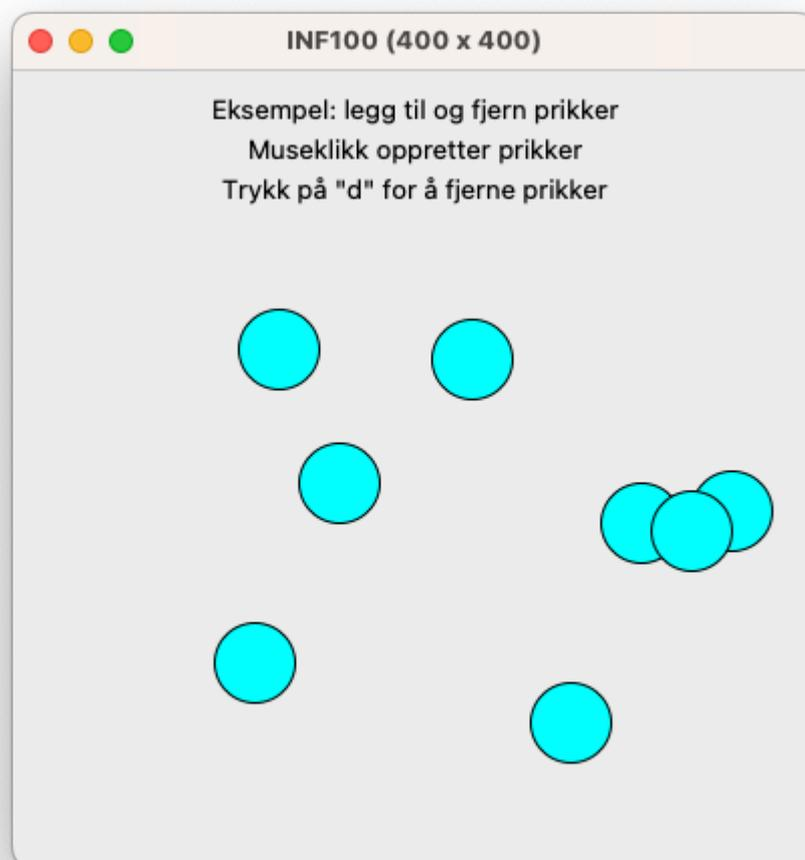 INF100 (400 x 400)
Eksempel: legg til og fjern prikker
Museklikk oppretter prikker
Trykk på "d" for å fjerne prikker